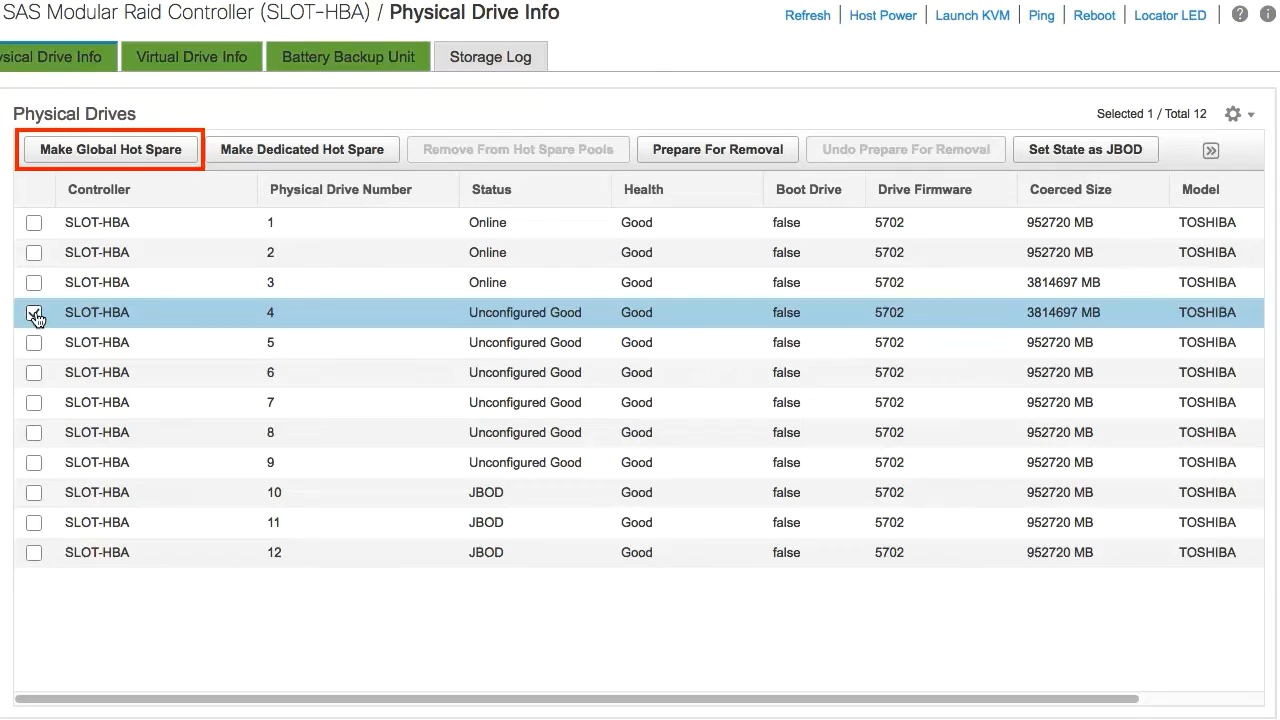 SAS Modular Raid Controller (SLOT-HBA) / Physical Drive Info
Refresh | Host Power | Launch KVM | Ping | Reboot | Locator LED
ysical Drive Info Virtual Drive Info Battery Backup Unit Storage Log
Physical Drives Selected 1 / Total 12
Make Global Hot Spare Make Dedicated Hot Spare Remove From Hot Spare Pools Prepare For Removal Undo Prepare For Removal Set State as JBOD
Controller Physical Drive Number Status Health Boot Drive Drive Firmware Coerced Size Model
SLOT-HBA 1 Online Good false 5702 952720 MB TOSHIBA
SLOT-HBA 2 Online Good false 5702 952720 MB TOSHIBA
SLOT-HBA 3 Online Good false 5702 3814697 MB TOSHIBA
SLOT-HBA 4 Unconfigured Good Good false 5702 3814697 MB TOSHIBA
SLOT-HBA 5 Unconfigured Good Good false 5702 952720 MB TOSHIBA
SLOT-HBA 6 Unconfigured Good Good false 5702 952720 MB TOSHIBA
SLOT-HBA 7 Unconfigured Good Good false 5702 952720 MB TOSHIBA
SLOT-HBA 8 Unconfigured Good Good false 5702 952720 MB TOSHIBA
SLOT-HBA 9 Unconfigured Good Good false 5702 952720 MB TOSHIBA
SLOT-HBA 10 JBOD Good false 5702 952720 MB TOSHIBA
SLOT-HBA 11 JBOD Good false 5702 952720 MB TOSHIBA
SLOT-HBA 12 JBOD Good false 5702 952720 MB TOSHIBA